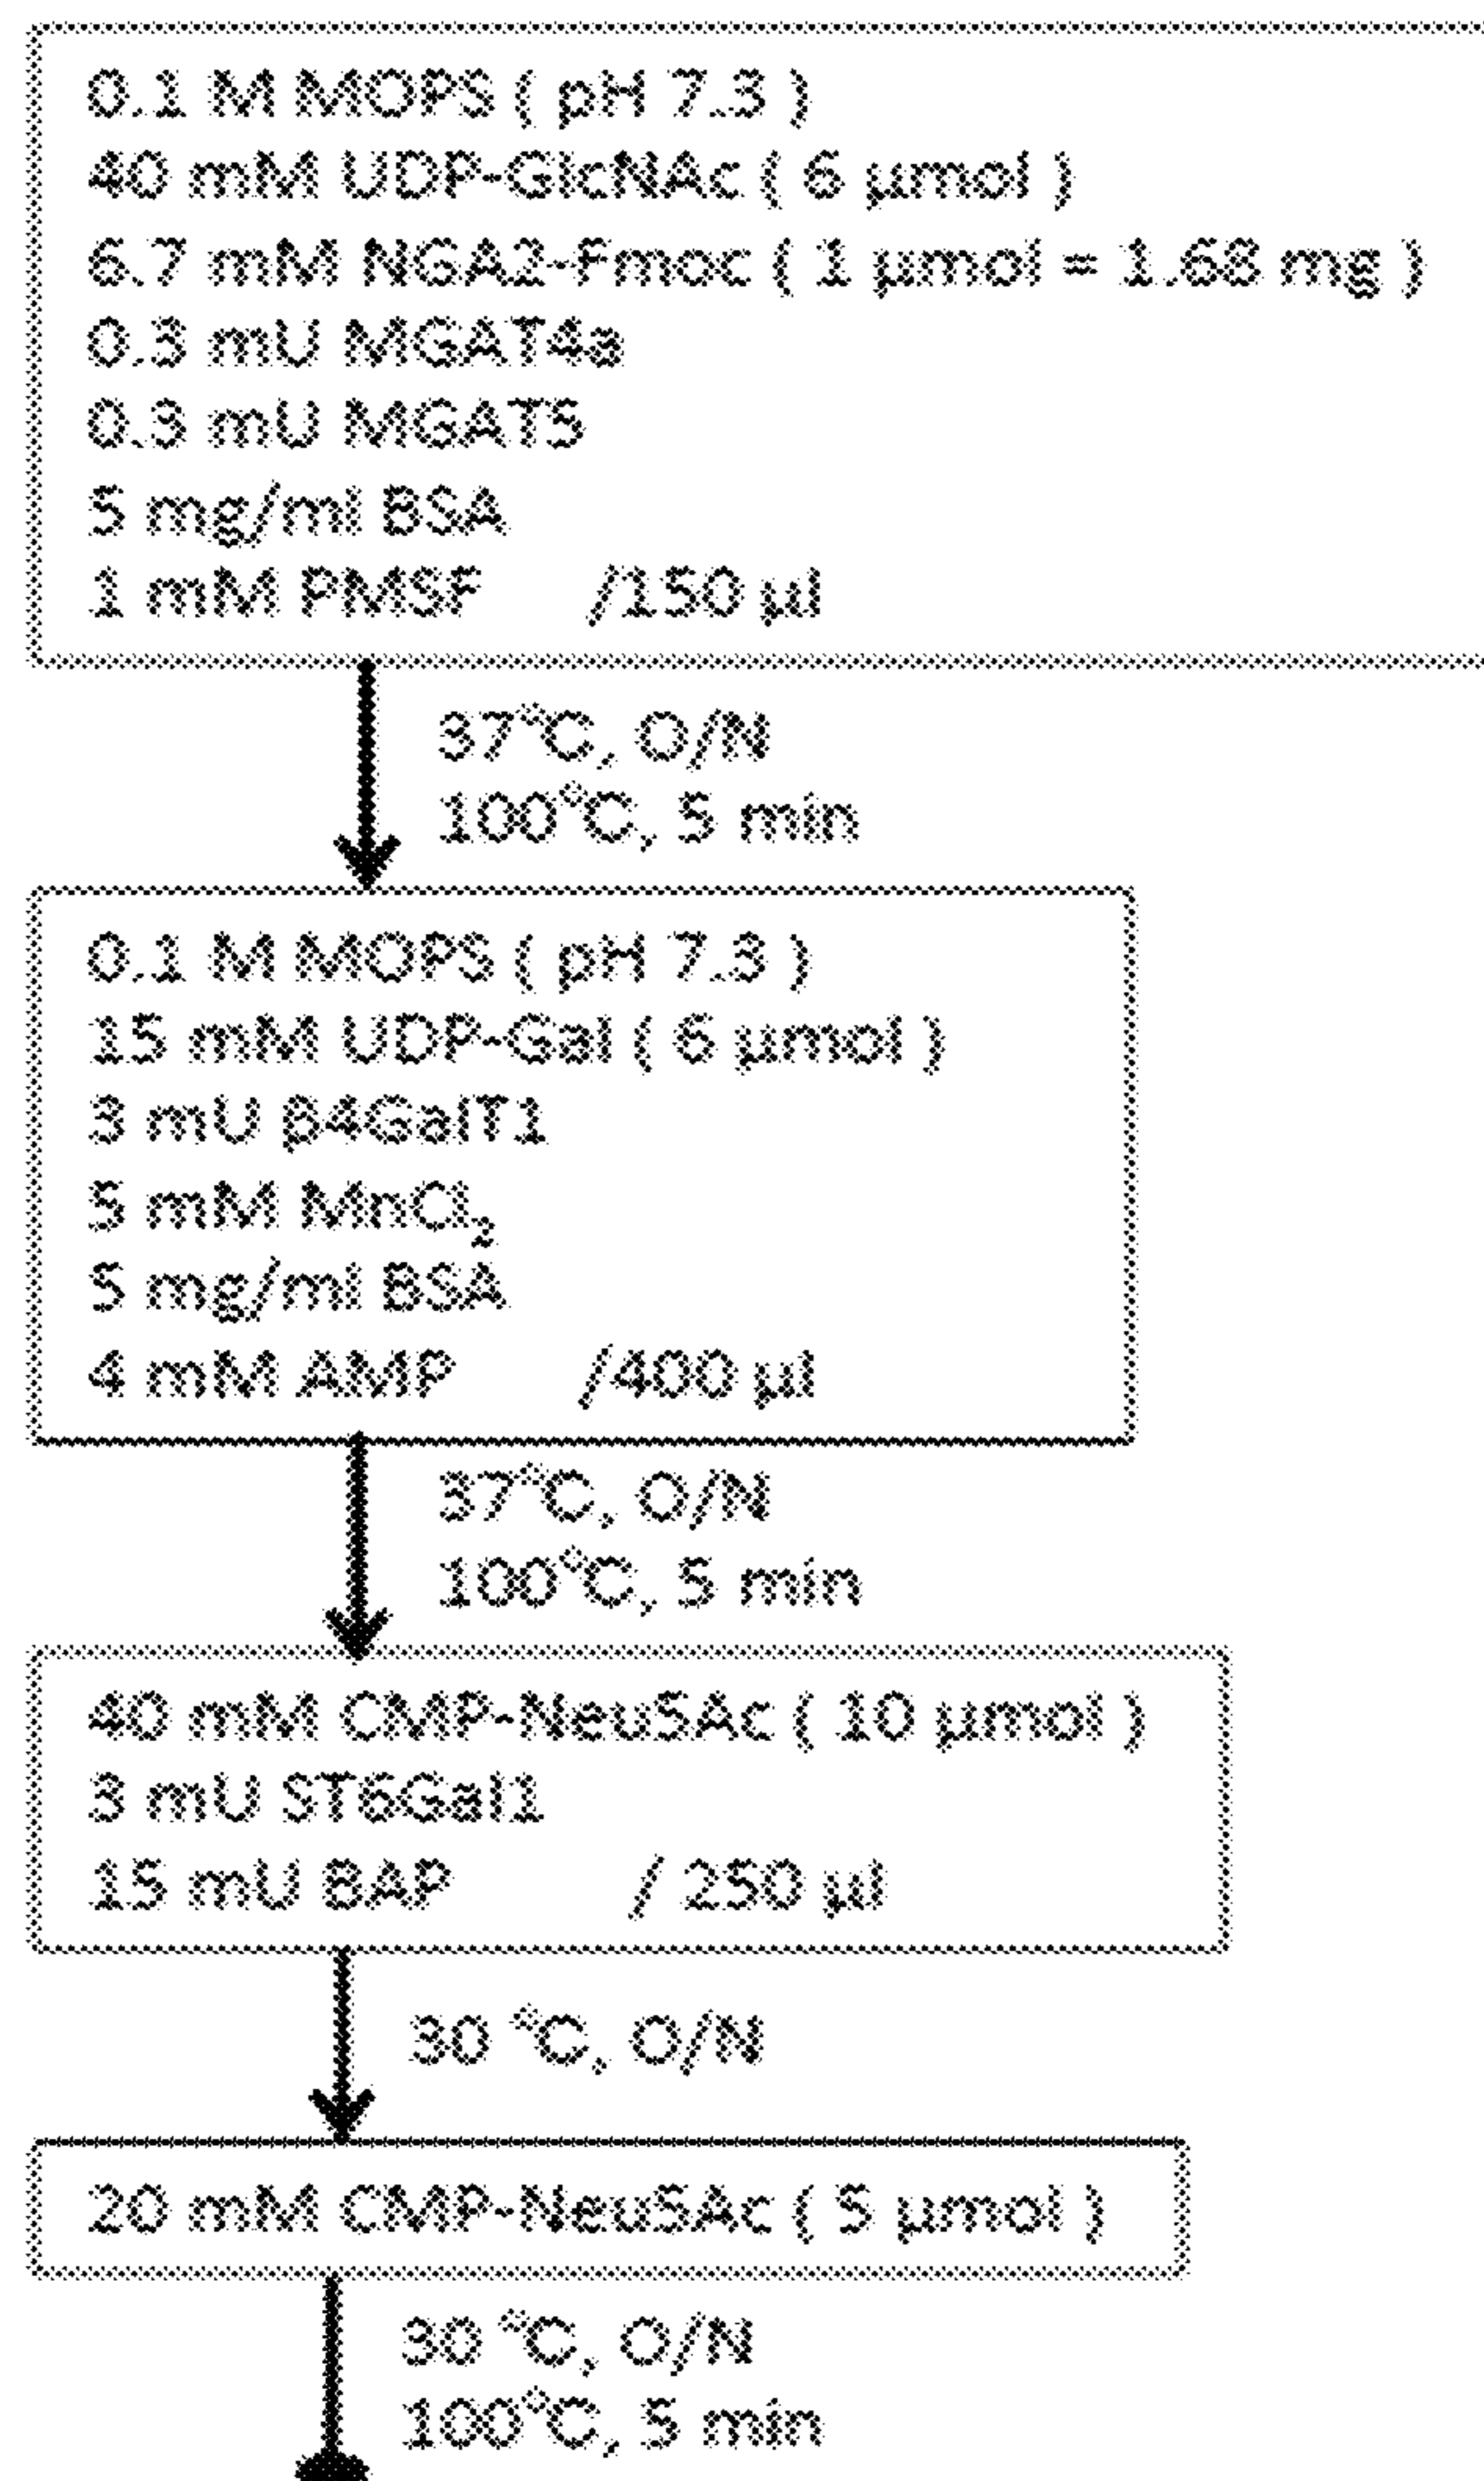 0.1 M MOPS ( pH 7.3 )
40 mM UDP-GlcNAc ( 6 µmol )
6.7 mM NGA2-Fmoc ( 1 µmol = 1.68 mg )
0.3 mU MGAT4a
0.3 mU MGAT5
5 mg/ml BSA
1 mM PMSF /150 µl
37°C, O/N
100°C, 5 min
0.1 M MOPS ( pH 7.3 )
15 mM UDP-Gal ( 6 µmol )
3 mU β4GalT1
5 mM MnCl₂
5 mg/ml BSA
4 mM AMP /400 µl
37°C, O/N
100°C, 5 min
40 mM CMP-Neu5Ac ( 10 µmol )
3 mU ST6Gal1
15 mU BAP / 250 µl
30 °C, O/N
20 mM CMP-Neu5Ac ( 5 µmol )
30 °C, O/N
100°C, 5 min